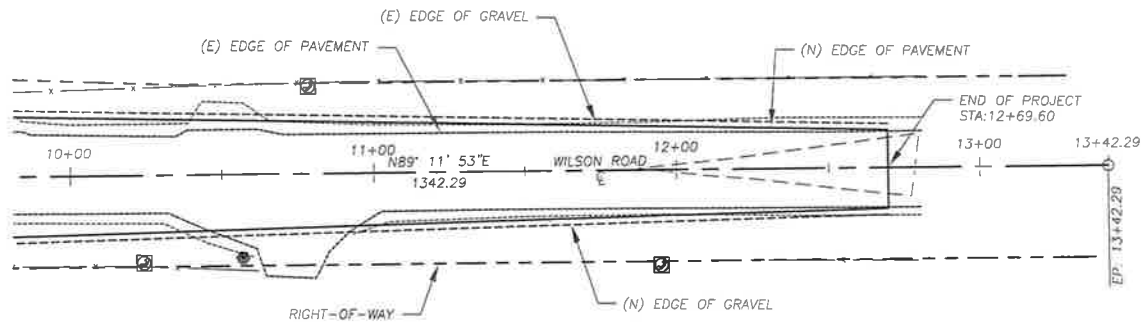 (E) EDGE OF GRAVEL
(E) EDGE OF PAVEMENT
(N) EDGE OF PAVEMENT
END OF PROJECT
STA:12+69.60
10+00
11+00
N89° 11' 53"E
1342.29
WILSON ROAD
12+00
13+00
13+42.29
EP: 13+42.29
RIGHT-OF-WAY
(N) EDGE OF GRAVEL